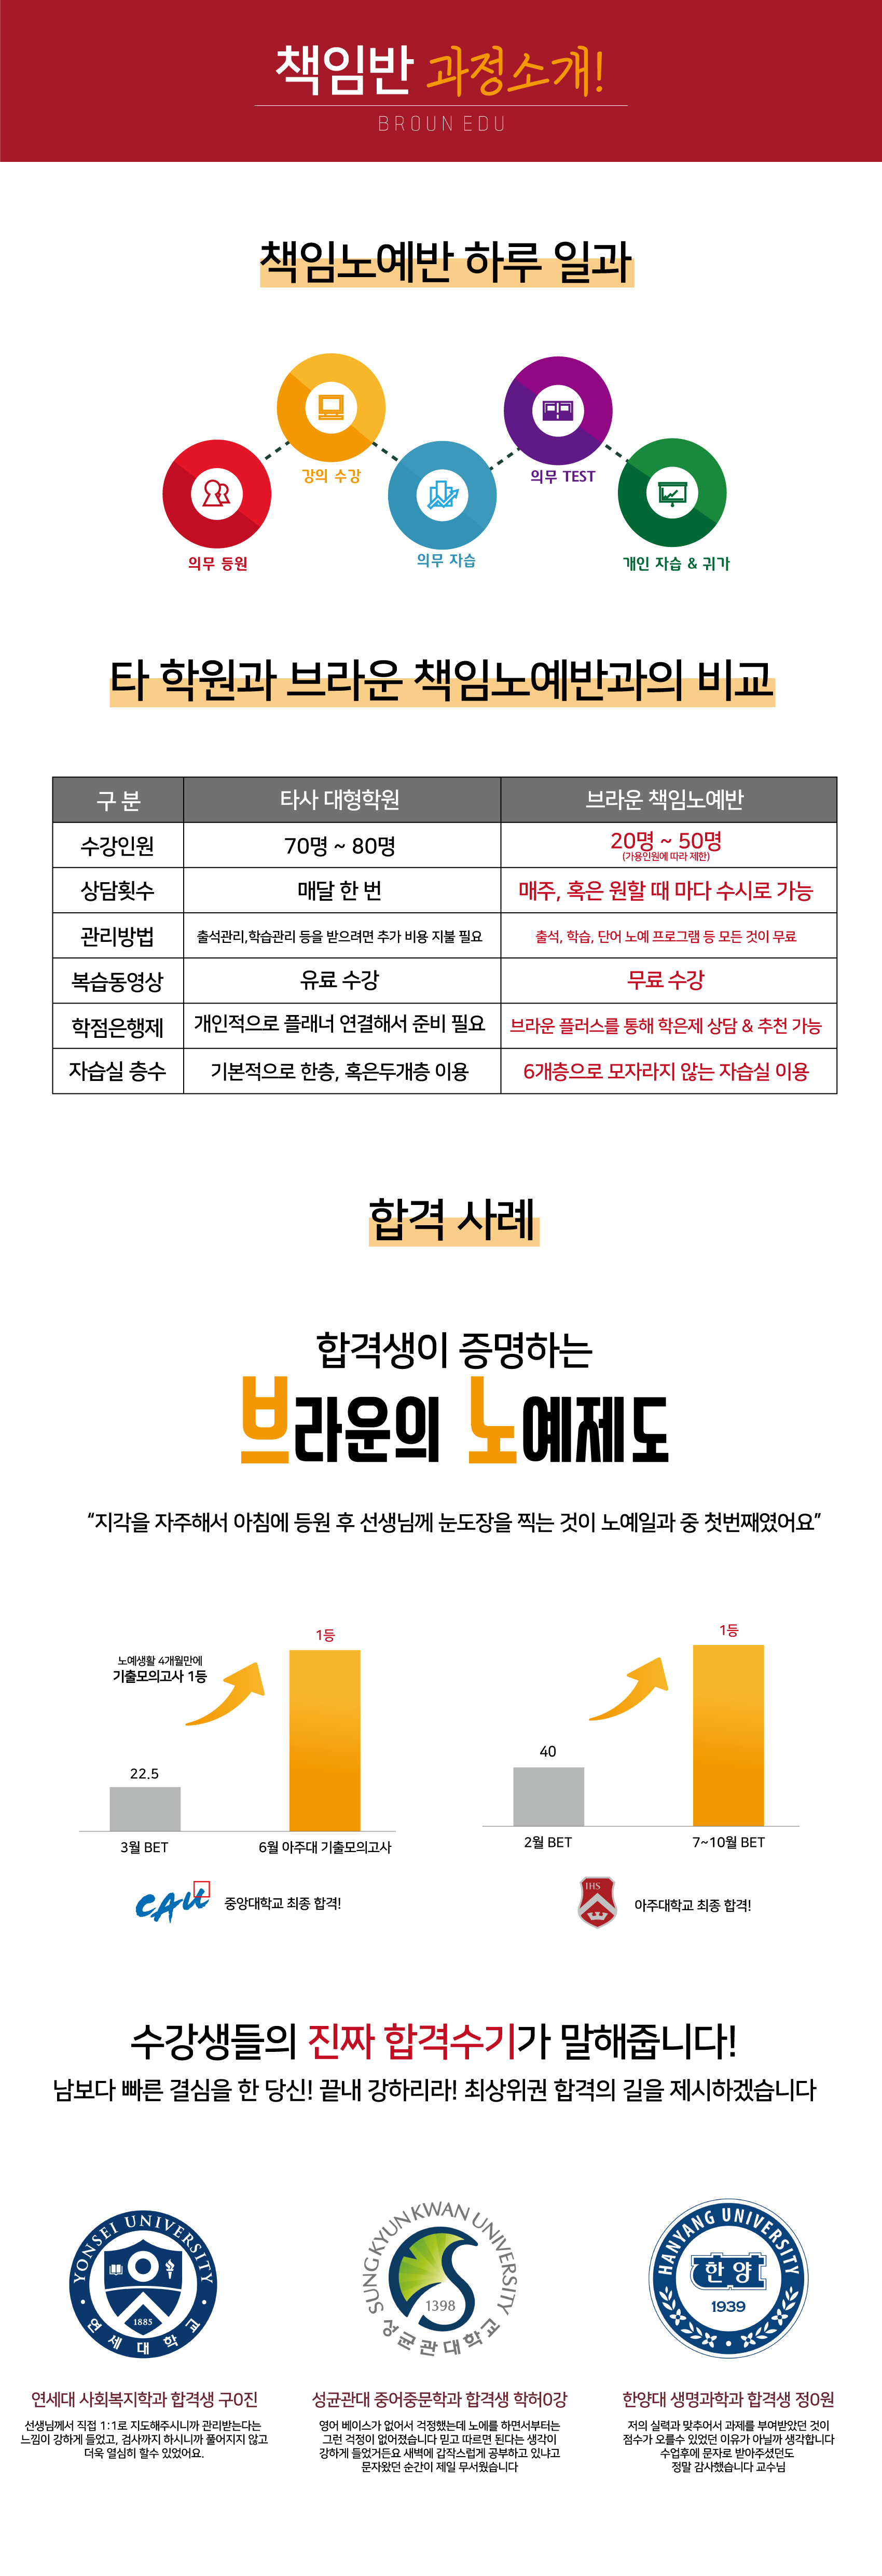 책임반 과정소개!
BROUN EDU
책임노예반 하루 일과
의무 등원
강의 수강
의무 자습
의무 TEST
개인 자습 & 귀가
타 학원과 브라운 책임노예반과의 비교
구 분 타사 대형학원 브라운 책임노예반
수강인원 70명 ~ 80명 20명 ~ 50명
(가용인원에 따라 제한)
상담횟수 매달 한 번 매주, 혹은 원할 때 마다 수시로 가능
관리방법 출석관리,학습관리 등을 받으려면 추가 비용 지불 필요 출석, 학습, 단어 노예 프로그램 등 모든 것이 무료
복습동영상 유료 수강 무료 수강
학점은행제 개인적으로 플래너 연결해서 준비 필요 브라운 플러스를 통해 학은제 상담 & 추천 가능
자습실 층수 기본적으로 한층, 혹은두개층 이용 6개층으로 모자라지 않는 자습실 이용
합격 사례
합격생이 증명하는
브라운의 노예제도
“지각을 자주해서 아침에 등원 후 선생님께 눈도장을 찍는 것이 노예일과 중 첫번째였어요”
노예생활 4개월만에
기출모의고사 1등
1등
22.5
3월 BET
6월 아주대 기출모의고사
CAU
중앙대학교 최종 합격!
1등
40
2월 BET
7~10월 BET
IHS
아주대학교 최종 합격!
수강생들의 진짜 합격수기가 말해줍니다!
남보다 빠른 결심을 한 당신! 끝내 강하리라! 최상위권 합격의 길을 제시하겠습니다
YONSEI UNIVERSITY
1885
연세대학교
SUNGKYUNKWAN UNIVERSITY
1398
성균관대학교
HANYANG UNIVERSITY
한양
1939
연세대 사회복지학과 합격생 구0진
선생님께서 직접 1:1로 지도해주시니까 관리받는다는
느낌이 강하게 들었고, 검사까지 하시니까 풀어지지 않고
더욱 열심히 할수 있었어요.
성균관대 중어중문학과 합격생 학허0강
영어 베이스가 없어서 걱정했는데 노에를 하면서부터는
그런 걱정이 없어졌습니다 믿고 따르면 된다는 생각이
강하게 들었거든요 새벽에 갑작스럽게 공부하고 있냐고
문자왔던 순간이 제일 무서웠습니다
한양대 생명과학과 합격생 정0원
저의 실력과 맞추어서 과제를 부여받았던 것이
점수가 오를수 있었던 이유가 아닐까 생각합니다
수업후에 문자로 받아주셨던도
정말 감사했습니다 교수님